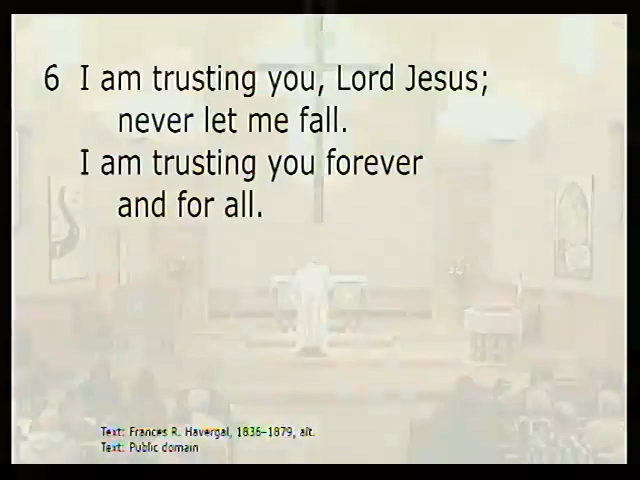 6 I am trusting you, Lord Jesus;
never let me fall.
I am trusting you forever
and for all.
Text: Frances R. Havergal, 1836-1879, alt.
Text: Public domain